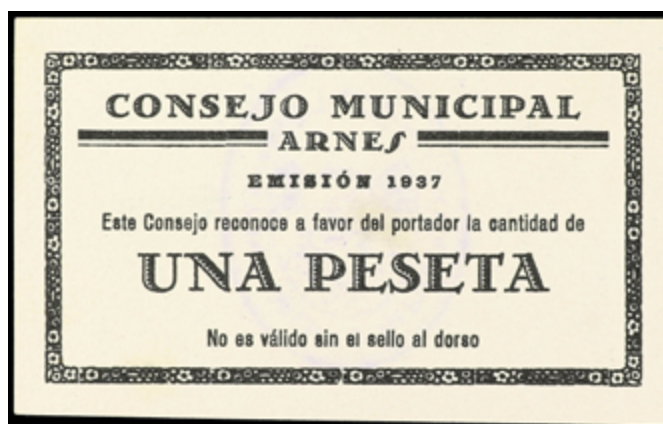 CONSEJO MUNICIPAL
ARNES
EMISIÓN 1937
Este Consejo reconoce a favor del portador la cantidad de
UNA PESETA
No es válido sin el sello al dorso